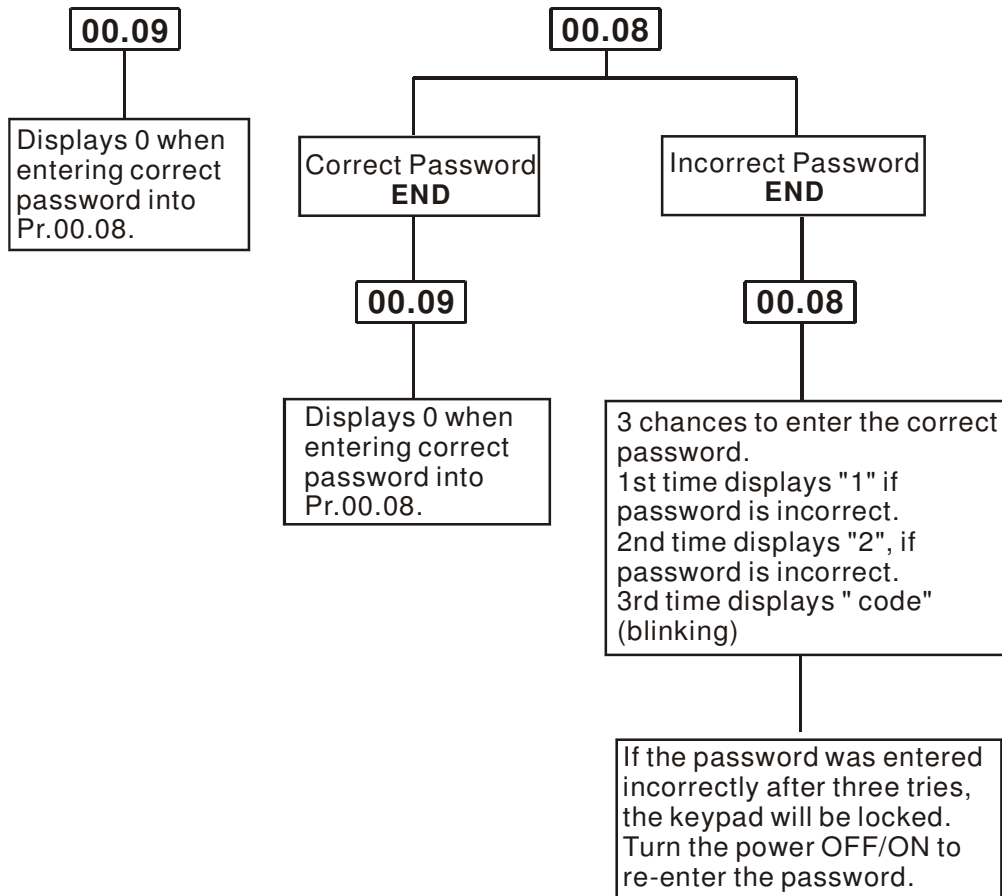 00.09
Displays 0 when
entering correct
password into
Pr.00.08.
00.08
Correct Password
END
00.09
Displays 0 when
entering correct
password into
Pr.00.08.
Incorrect Password
END
00.08
3 chances to enter the correct
password.
1st time displays "1" if
password is incorrect.
2nd time displays "2", if
password is incorrect.
3rd time displays " code"
(blinking)
If the password was entered
incorrectly after three tries,
the keypad will be locked.
Turn the power OFF/ON to
re-enter the password.